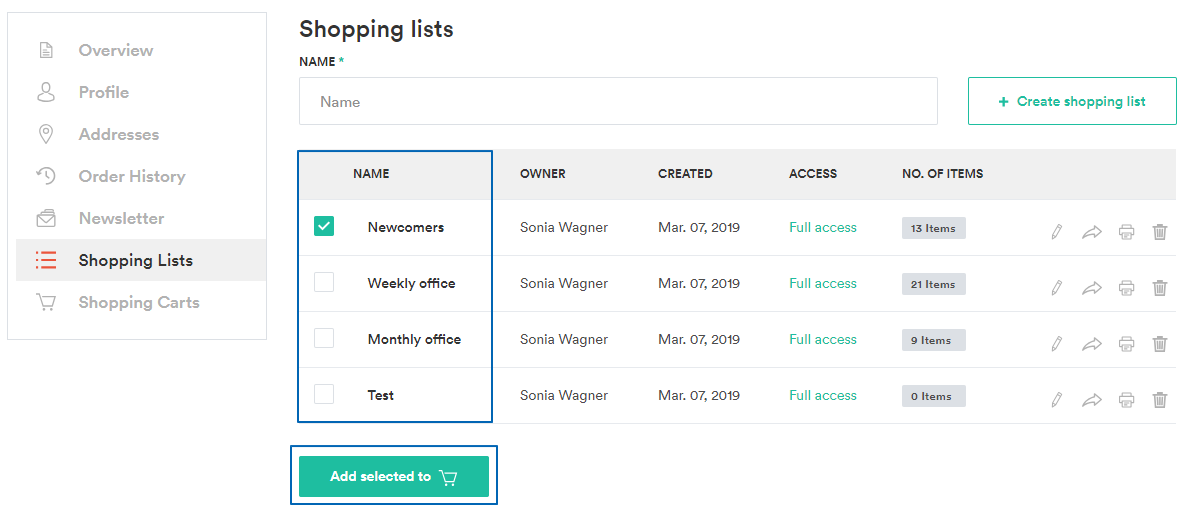 Overview
Profile
Addresses
Order History
Newsletter
Shopping Lists
Shopping Carts
Shopping lists
NAME *
Name
+ Create shopping list
NAME OWNER CREATED ACCESS NO. OF ITEMS
Newcomers Sonia Wagner Mar. 07, 2019 Full access 13 Items
Weekly office Sonia Wagner Mar. 07, 2019 Full access 21 Items
Monthly office Sonia Wagner Mar. 07, 2019 Full access 9 Items
Test Sonia Wagner Mar. 07, 2019 Full access 0 Items
Add selected to